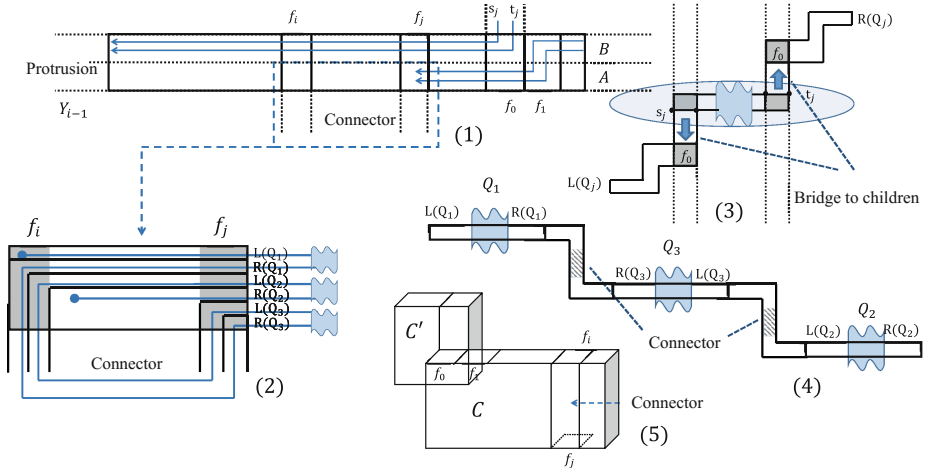 f_i
f_j
s_j
t_j
B
A
Protrusion
Y_{i-1}
f_0
f_1
Connector
(1)
f_i
f_j
L(Q_1)
R(Q_1)
L(Q_2)
R(Q_2)
L(Q_3)
R(Q_3)
Connector
(2)
R(Q_j)
f_0
s_j
t_j
f_0
L(Q_j)
Bridge to children
(3)
Q_1
L(Q_1)
R(Q_1)
Q_3
R(Q_3)
L(Q_3)
Q_2
L(Q_2)
R(Q_2)
Connector
(4)
C′
f_0
f_1
f_i
C
Connector
f_j
(5)